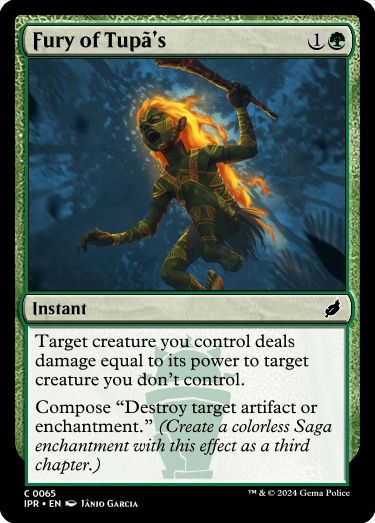 Fury of Tupã's 1
Instant
Target creature you control deals
damage equal to its power to target
creature you don't control.
Compose “Destroy target artifact or
enchantment.” (Create a colorless Saga
enchantment with this effect as a third
chapter.)
C 0065
IPR • EN Jânio Garcia
™ & © 2024 Gema Police